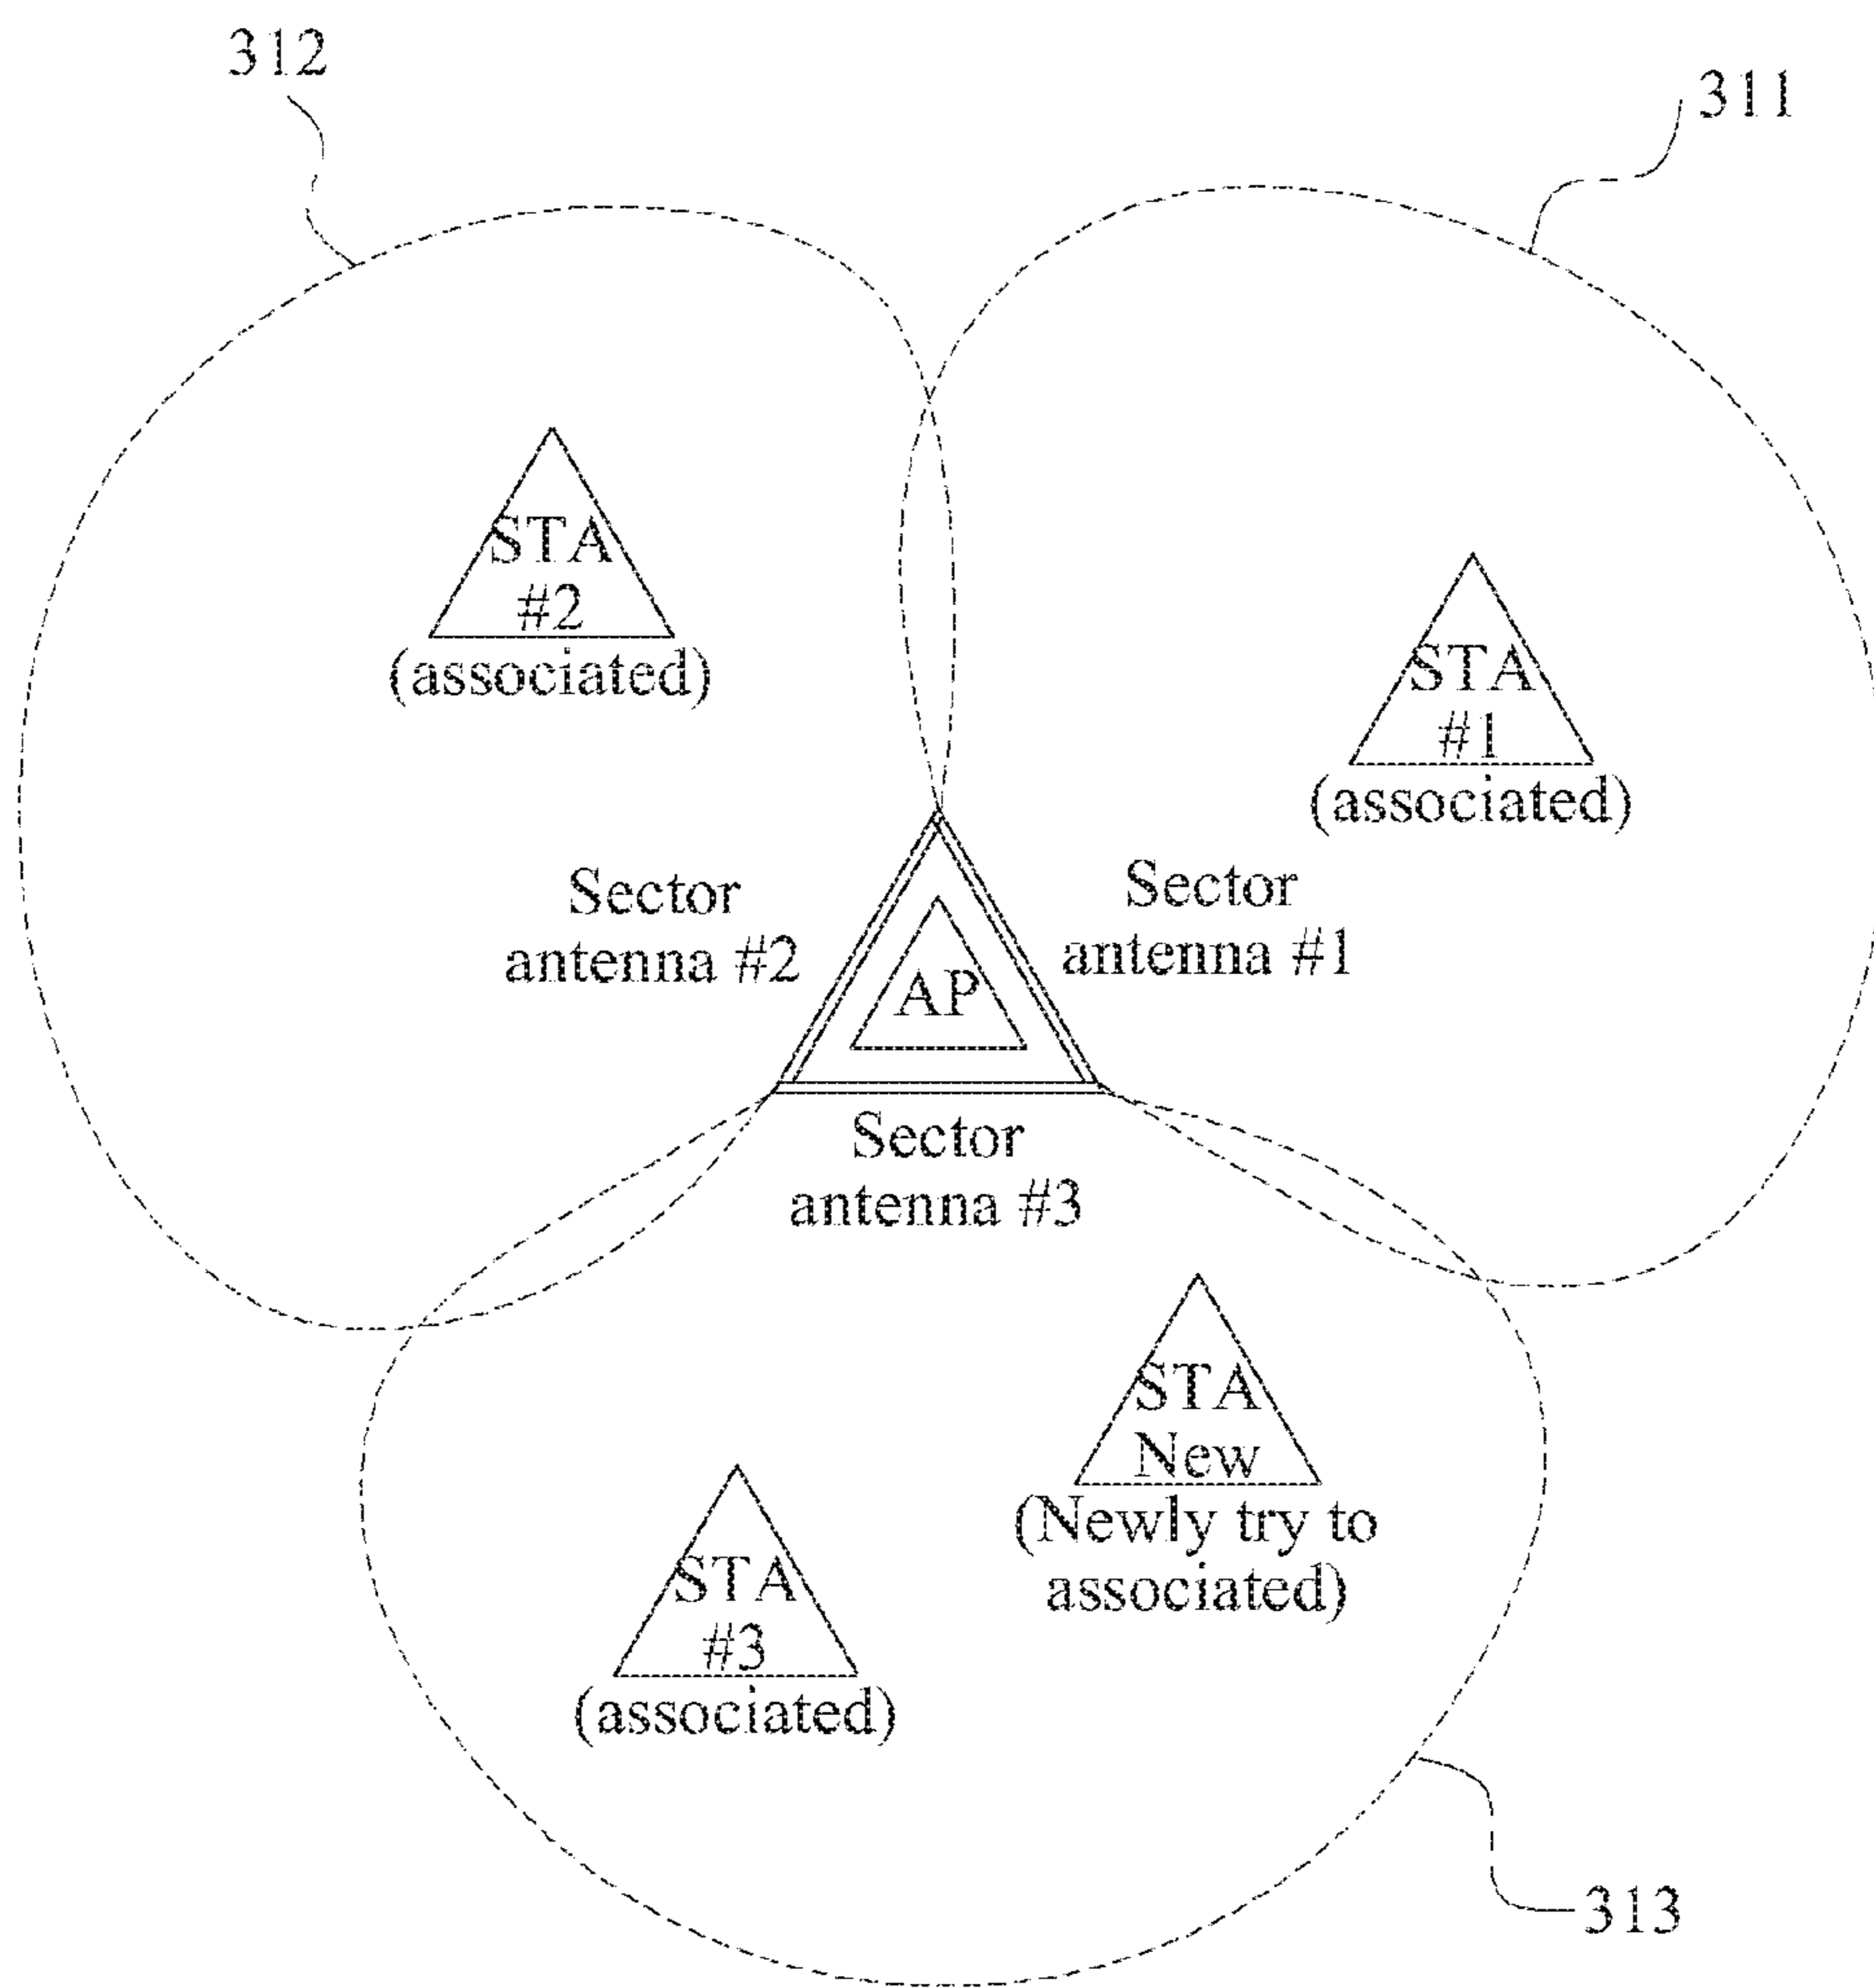 312
311
STA
#2
(associated)
STA
#1
(associated)
Sector
antenna #2
Sector
antenna #1
AP
Sector
antenna #3
STA
New
(Newly try to
associated)
STA
#3
(associated)
313